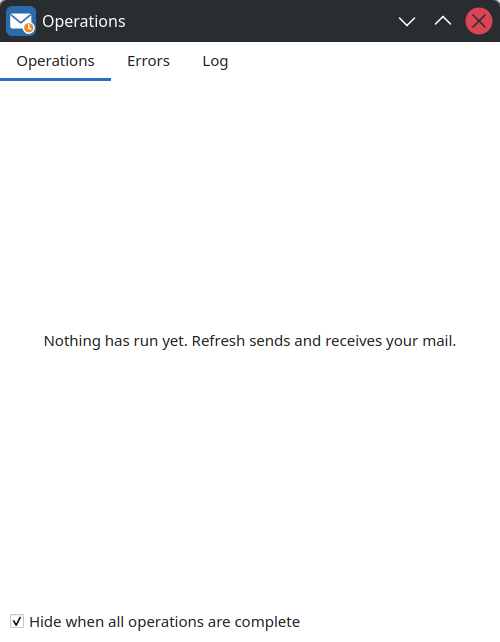 Operations
Operations Errors Log
Nothing has run yet. Refresh sends and receives your mail.
Hide when all operations are complete